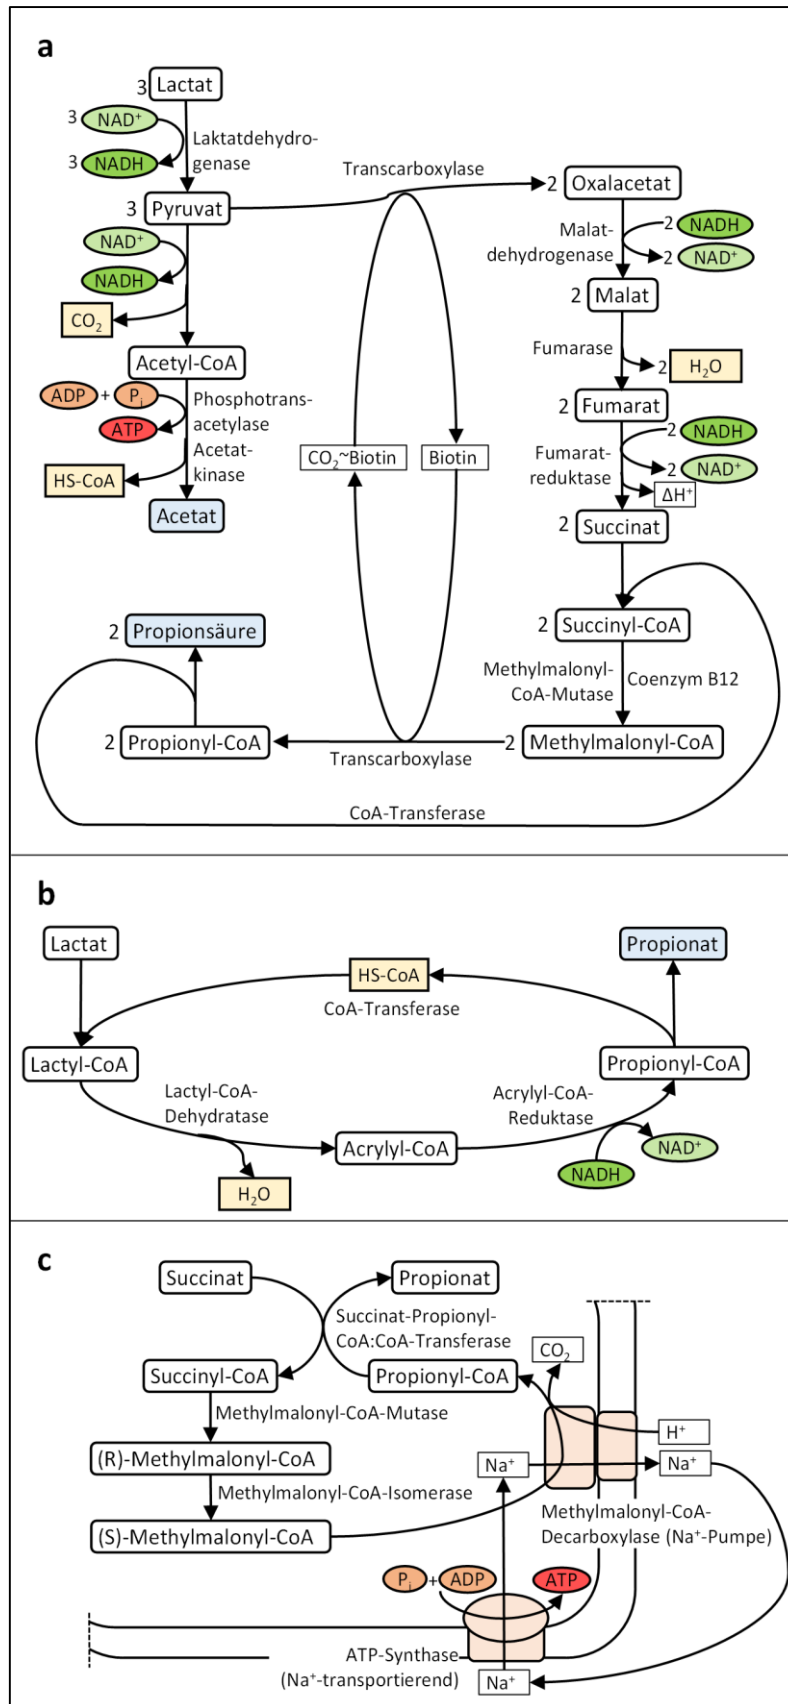 a
3 Lactat
3 NAD⁺
3 NADH
Laktatdehydro-
genase
3 Pyruvat
Transcarboxylase
2 Oxalacetat
NAD⁺
NADH
CO₂
Malat-
dehydrogenase
2 NADH
2 NAD⁺
2 Malat
Acetyl-CoA
Fumarase
2 H₂O
ADP + Pᵢ
ATP
Phosphotrans-
acetylase
Acetat-
kinase
HS-CoA
Acetat
CO₂~Biotin
Biotin
2 Fumarat
Fumarat-
reduktase
2 NADH
2 NAD⁺
ΔH⁺
2 Succinat
2 Propionsäure
2 Succinyl-CoA
Methylmalonyl-
CoA-Mutase
Coenzym B12
2 Propionyl-CoA
Transcarboxylase
2 Methylmalonyl-CoA
CoA-Transferase
b
Lactat
HS-CoA
CoA-Transferase
Propionat
Lactyl-CoA
Propionyl-CoA
Lactyl-CoA-
Dehydratase
Acrylyl-CoA-
Reduktase
Acrylyl-CoA
H₂O
NADH
NAD⁺
c
Succinat
Propionat
Succinat-Propionyl-
CoA:CoA-Transferase
CO₂
Succinyl-CoA
Propionyl-CoA
Methylmalonyl-CoA-Mutase
H⁺
(R)-Methylmalonyl-CoA
Na⁺
Na⁺
Methylmalonyl-CoA-Isomerase
(S)-Methylmalonyl-CoA
Methylmalonyl-CoA-
Decarboxylase (Na⁺-Pumpe)
Pᵢ + ADP
ATP
ATP-Synthase
(Na⁺-transportierend)
Na⁺